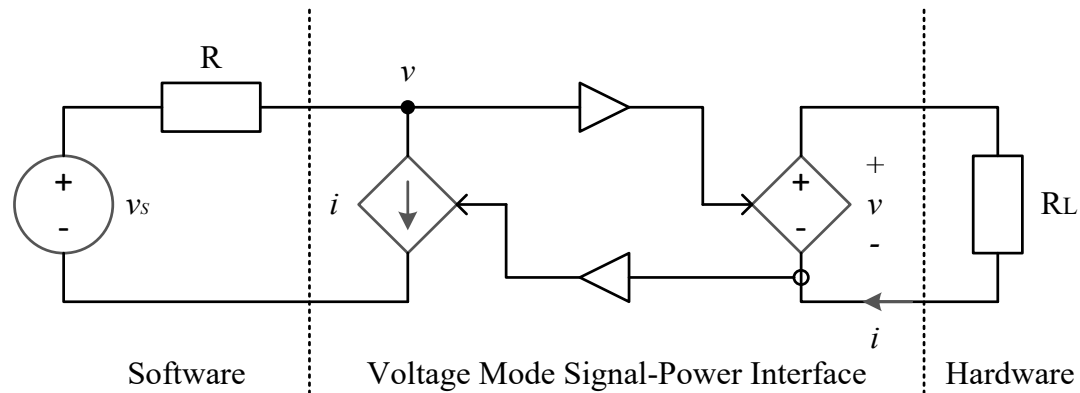 R
v
+
-
vS
i
+
-
+
v
-
RL
i
Software
Voltage Mode Signal-Power Interface
Hardware